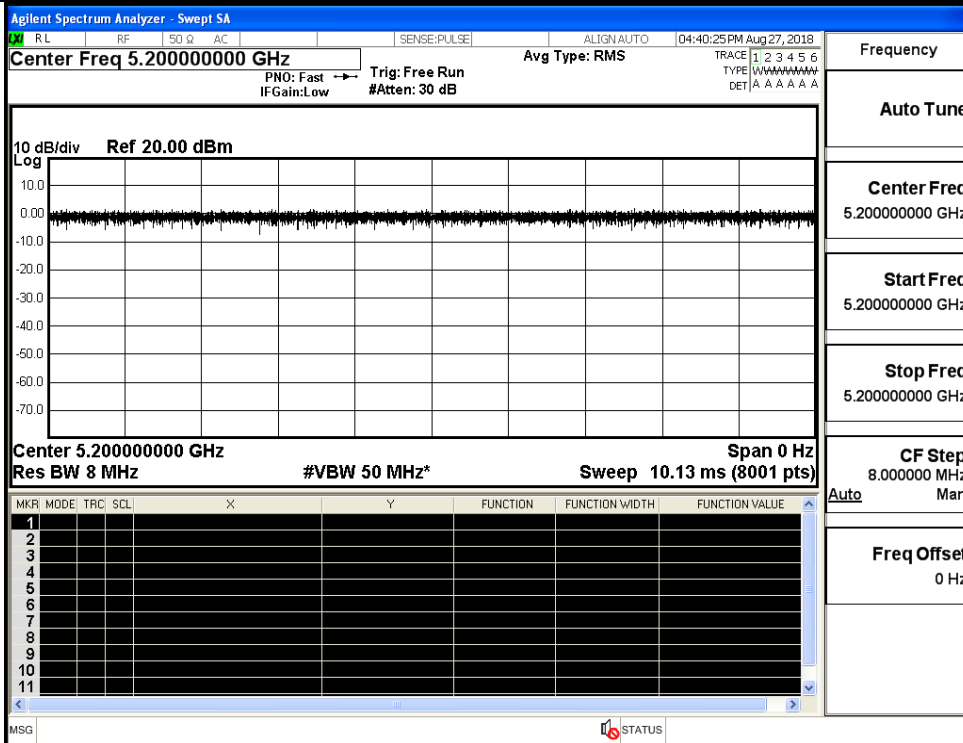 Agilent Spectrum Analyzer - Swept SA
LXI RL RF 50 Ω AC SENSE:PULSE ALIGN AUTO 04:40:25 PM Aug 27, 2018
Center Freq 5.200000000 GHz
Avg Type: RMS
TRACE 1 2 3 4 5 6
TYPE WWWWWW
DET A A A A A A
PNO: Fast
IFGain:Low
Trig: Free Run
#Atten: 30 dB
10 dB/div Ref 20.00 dBm
Log
10.0
0.00
-10.0
-20.0
-30.0
-40.0
-50.0
-60.0
-70.0
Center 5.200000000 GHz Span 0 Hz
Res BW 8 MHz #VBW 50 MHz* Sweep 10.13 ms (8001 pts)
MKR MODE TRC SCL X Y FUNCTION FUNCTION WIDTH FUNCTION VALUE
1
2
3
4
5
6
7
8
9
10
11
MSG STATUS
Frequency
Auto Tune
Center Freq
5.200000000 GHz
Start Freq
5.200000000 GHz
Stop Freq
5.200000000 GHz
CF Step
8.000000 MHz
Auto Man
Freq Offset
0 Hz